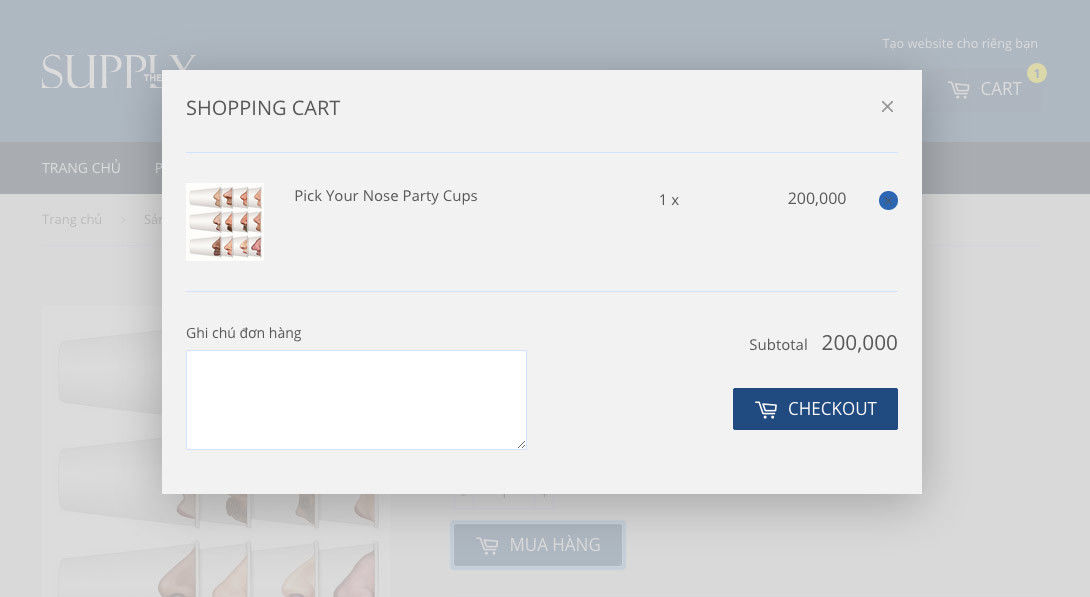 Tạo website cho riêng bạn
SUPPLY
THE
1
CART
SHOPPING CART
TRANG CHỦ
Trang chủ
Pick Your Nose Party Cups
1 x
200,000
Ghi chú đơn hàng
Subtotal 200,000
CHECKOUT
MUA HÀNG